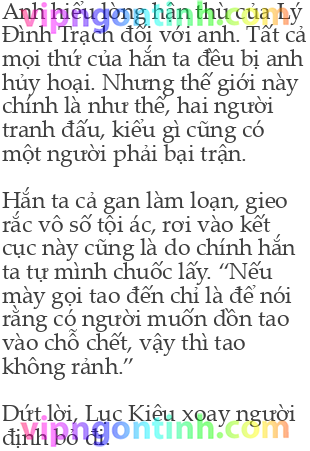 Anh hiểu lòng hận thù của Lý
Đình Trạch đối với anh. Tất cả
mọi thứ của hắn ta đều bị anh
hủy hoại. Nhưng thế giới này
chính là như thế, hai người
tranh đấu, kiểu gì cũng có
một người phải bại trận.
Hắn ta cả gan làm loạn, gieo
rắc vô số tội ác, rơi vào kết
cục này cũng là do chính hắn
ta tự mình chuốc lấy. “Nếu
mày gọi tao đến chỉ là để nói
rằng có người muốn dồn tao
vào chỗ chết, vậy thì tao
không rảnh.”
Dứt lời, Lục Kiêu xoay người
định bỏ đi.
vipngontinh.com
vipngontinh.com